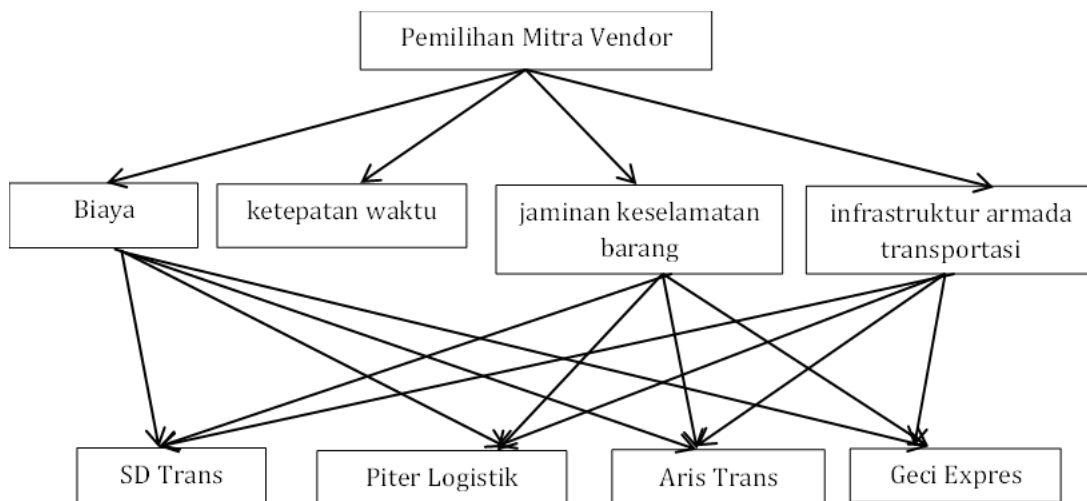 Pemilihan Mitra Vendor
Biaya
ketepatan waktu
jaminan keselamatan
barang
infrastruktur armada
transportasi
SD Trans
Piter Logistik
Aris Trans
Geci Expres